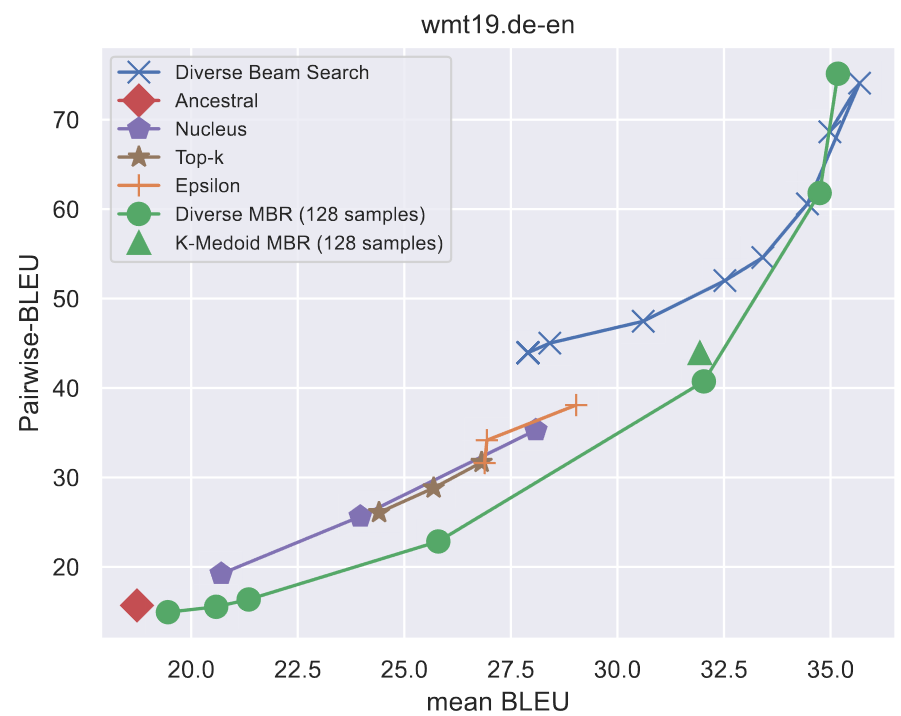 wmt19.de-en
Diverse Beam Search
Ancestral
Nucleus
Top-k
Epsilon
Diverse MBR (128 samples)
K-Medoid MBR (128 samples)
Pairwise-BLEU
70
60
50
40
30
20
20.0 22.5 25.0 27.5 30.0 32.5 35.0
mean BLEU